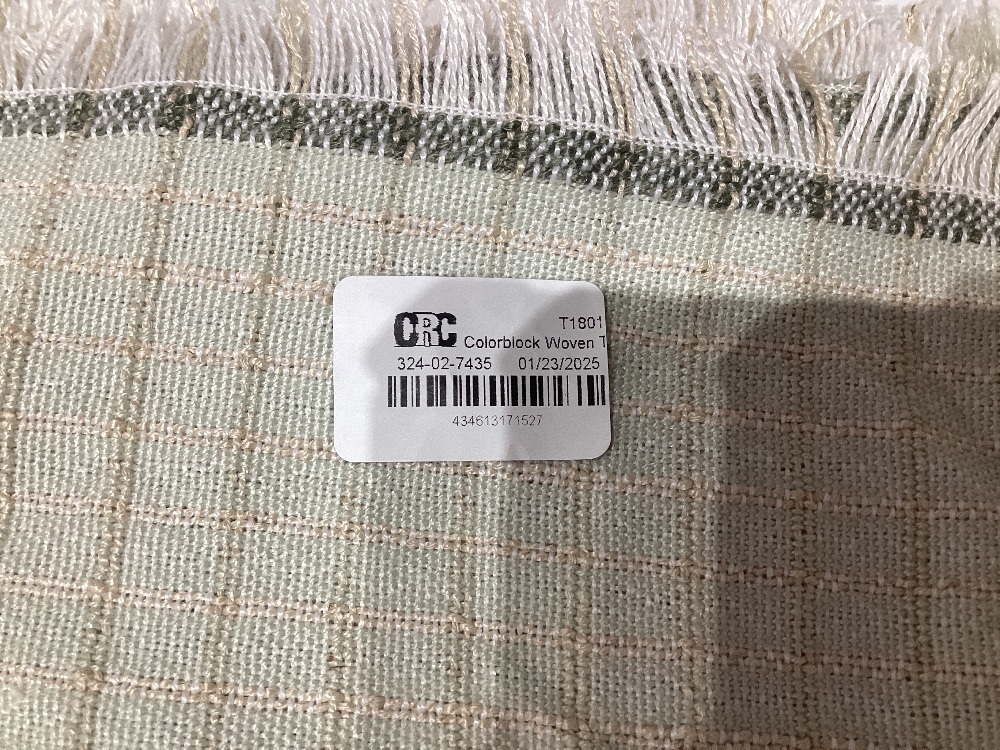 CRC T1801
Colorblock Woven T
324-02-7435 01/23/2025
434613171527